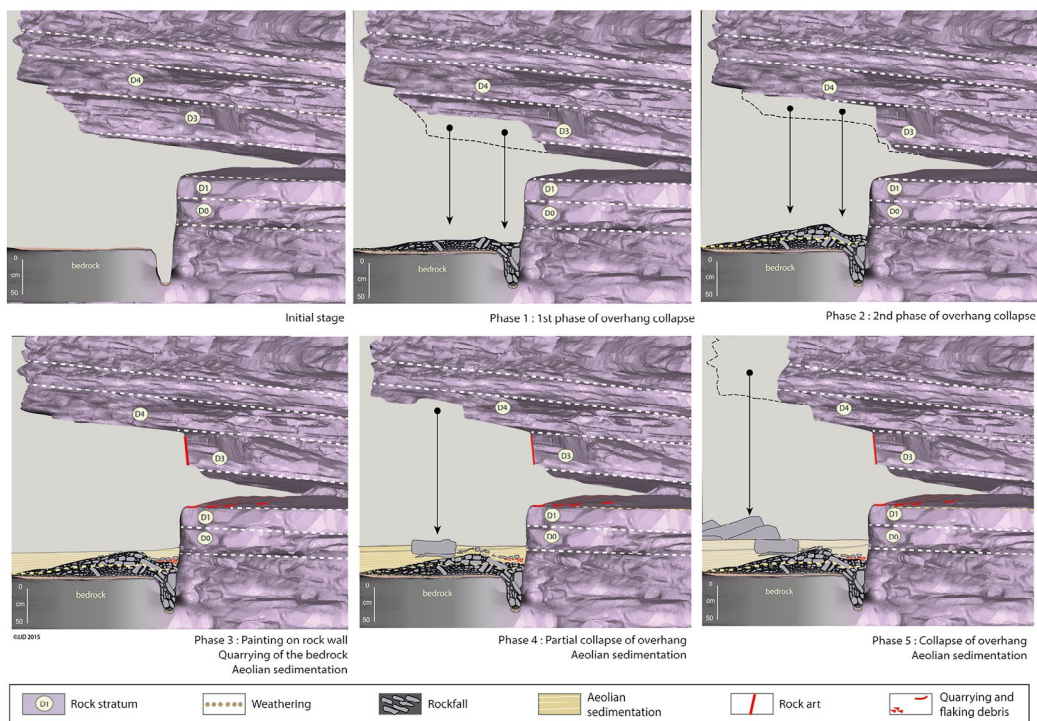 D4
D3
D1
D0
bedrock
0
cm
50
Initial stage
D4
D3
D1
D0
bedrock
0
cm
50
Phase 1 : 1st phase of overhang collapse
D4
D3
D1
D0
bedrock
0
cm
50
Phase 2 : 2nd phase of overhang collapse
D4
D3
D1
D0
bedrock
0
cm
50
©JJD 2015
Phase 3 : Painting on rock wall
Quarrying of the bedrock
Aeolian sedimentation
D4
D3
D1
D0
bedrock
0
cm
50
Phase 4 : Partial collapse of overhang
Aeolian sedimentation
D4
D3
D1
D0
bedrock
0
cm
50
Phase 5 : Collapse of overhang
Aeolian sedimentation
D1 Rock stratum
Weathering
Rockfall
Aeolian
sedimentation
Rock art
Quarrying and
flaking debris